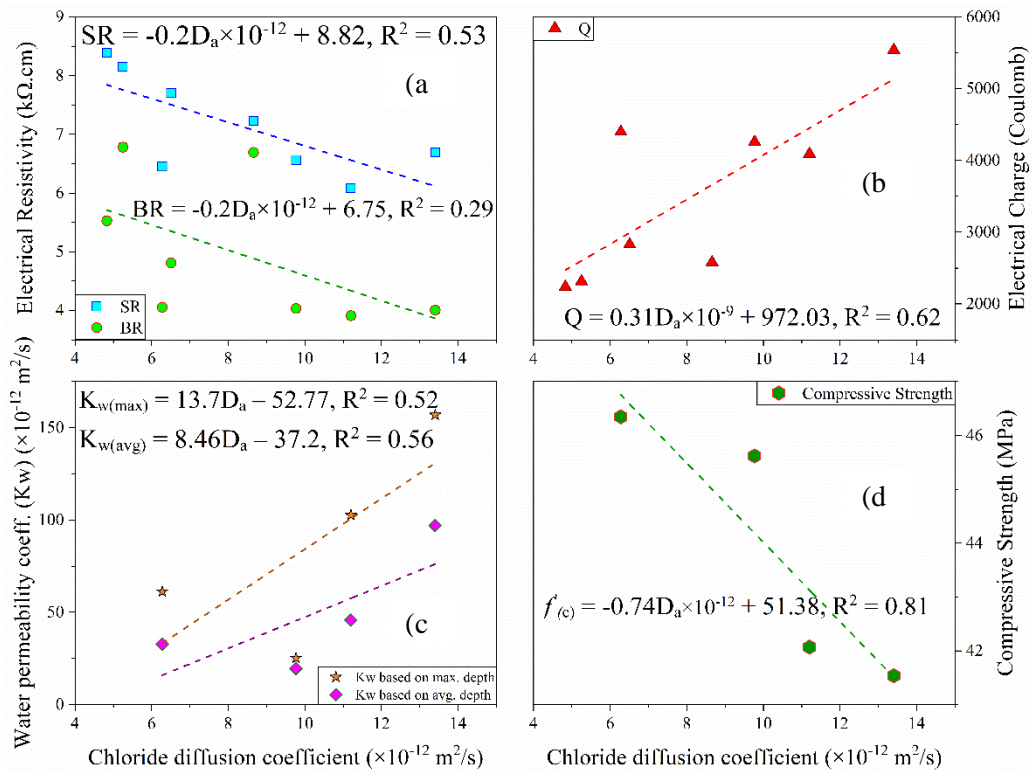 SR = -0.2Dₐ×10⁻¹² + 8.82, R² = 0.53
(a
BR = -0.2Dₐ×10⁻¹² + 6.75, R² = 0.29
SR
BR
Electrical Resistivity (kΩ.cm)
9
8
7
6
5
4
4 6 8 10 12 14
Q
(b
Q = 0.31Dₐ×10⁻⁹ + 972.03, R² = 0.62
Electrical Charge (Coulomb)
6000
5000
4000
3000
2000
4 6 8 10 12 14
K_w(max) = 13.7Dₐ – 52.77, R² = 0.52
K_w(avg) = 8.46Dₐ – 37.2, R² = 0.56
(c
Kw based on max. depth
Kw based on avg. depth
Water permeability coeff. (Kw) (×10⁻¹² m²/s)
150
100
50
0
4 6 8 10 12 14
Chloride diffusion coefficient (×10⁻¹² m²/s)
Compressive Strength
(d
f'(c) = -0.74Dₐ×10⁻¹² + 51.38, R² = 0.81
Compressive Strength (MPa)
46
44
42
4 6 8 10 12 14
Chloride diffusion coefficient (×10⁻¹² m²/s)